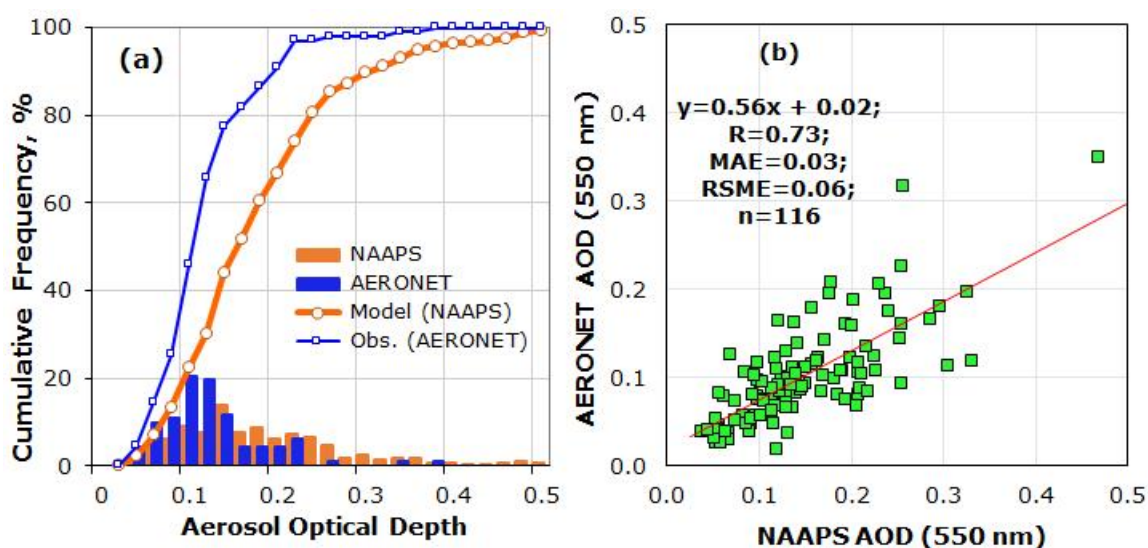 (a)
Cumulative Frequency, %
100
80
60
40
20
0
NAAPS
AERONET
Model (NAAPS)
Obs. (AERONET)
0 0.1 0.2 0.3 0.4 0.5
Aerosol Optical Depth
(b)
y=0.56x + 0.02;
R=0.73;
MAE=0.03;
RSME=0.06;
n=116
AERONET AOD (550 nm)
0.5
0.4
0.3
0.2
0.1
0.0
0.0 0.1 0.2 0.3 0.4 0.5
NAAPS AOD (550 nm)